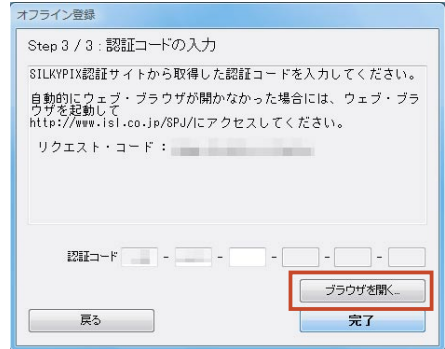 オフライン登録
Step 3 / 3 : 認証コードの入力
SILKYPIX認証サイトから取得した認証コードを入力してください。
自動的にウェブ・ブラウザが開かなかった場合には、ウェブ・ブラ
ウザを起動して
http://www.isl.co.jp/SPJ/にアクセスしてください。
リクエスト・コード :
認証コード - - - - -
ブラウザを開く...
戻る 完了